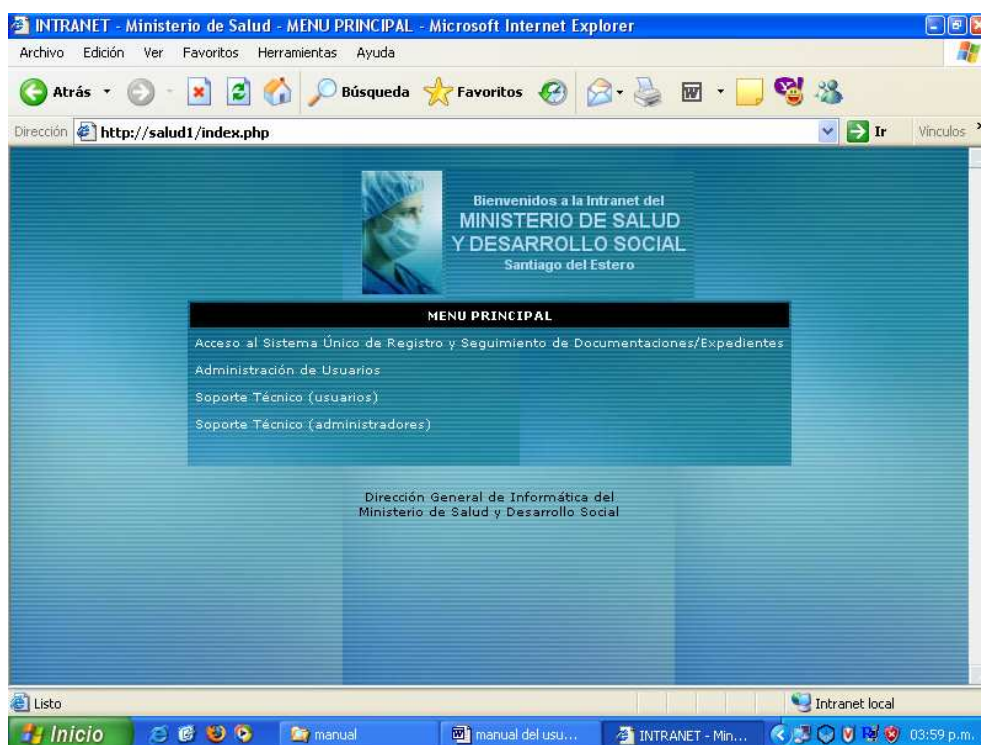 INTRANET - Ministerio de Salud - MENU PRINCIPAL - Microsoft Internet Explorer
Archivo Edición Ver Favoritos Herramientas Ayuda
Atrás Búsqueda Favoritos
Dirección http://salud1/index.php Ir Vínculos
Bienvenidos a la Intranet del
MINISTERIO DE SALUD
Y DESARROLLO SOCIAL
Santiago del Estero
MENU PRINCIPAL
Acceso al Sistema Único de Registro y Seguimiento de Documentaciones/Expedientes
Administración de Usuarios
Soporte Técnico (usuarios)
Soporte Técnico (administradores)
Dirección General de Informática del
Ministerio de Salud y Desarrollo Social
Listo Intranet local
Inicio manual manual del usu... INTRANET - Min... 03:59 p.m.